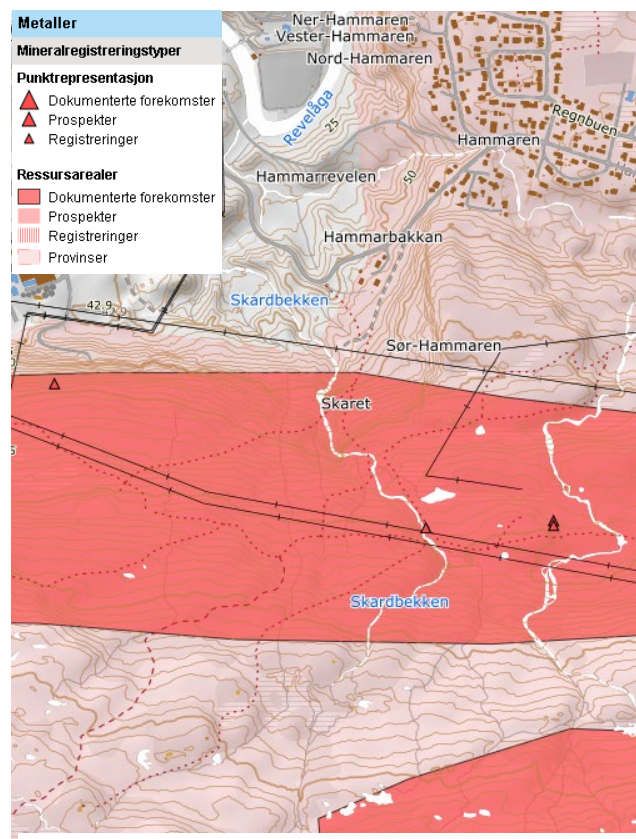 Metaller
Mineralregistreringstyper
Punktrepresentasjon
Dokumenterte forekomster
Prospekter
Registreringer
Ressursarealer
Dokumenterte forekomster
Prospekter
Registreringer
Provinser
Ner-Hammaren
Vester-Hammaren
Nord-Hammaren
Revelåga
25
Regnbuen
Hammaren
Hammarrevelen
50
Hammarbakkan
Skardbekken
42.9
Sør-Hammaren
Skaret
Skardbekken